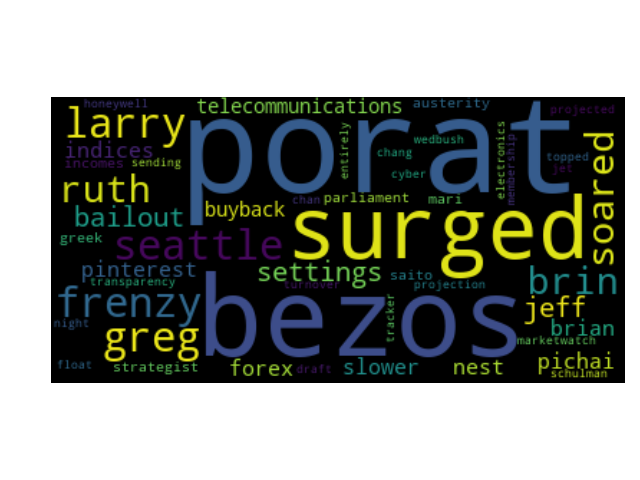 honeywell
telecommunications
austerity
projected
larry
porat
entirely
wedbush
electronics
membership
soared
indices
chang
topped
incomes
sending
cyber
jet
ruth
buyback
chan
parliament
mari
bailout
surged
greek
seattle
pinterest
settings
saito
brin
transparency
turnover
projection
frenzy
bezos
tracker
jeff
night
greg
brian
marketwatch
float
strategist
forex
draft
slower
nest
pichai
schulman